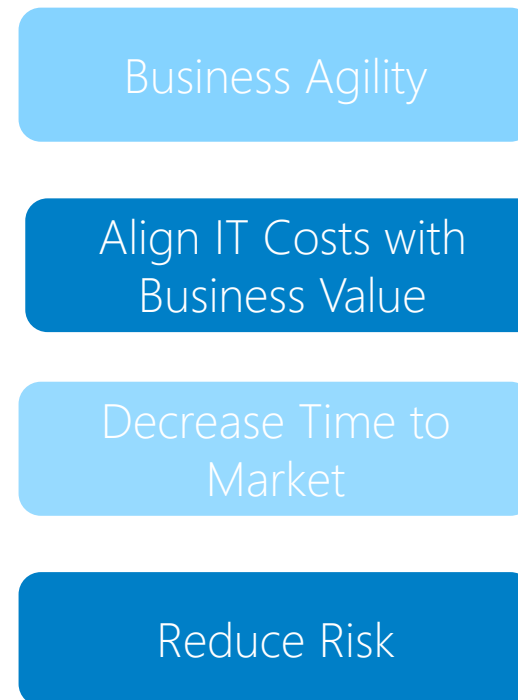 Business Agility
Align IT Costs with
Business Value
Decrease Time to
Market
Reduce Risk